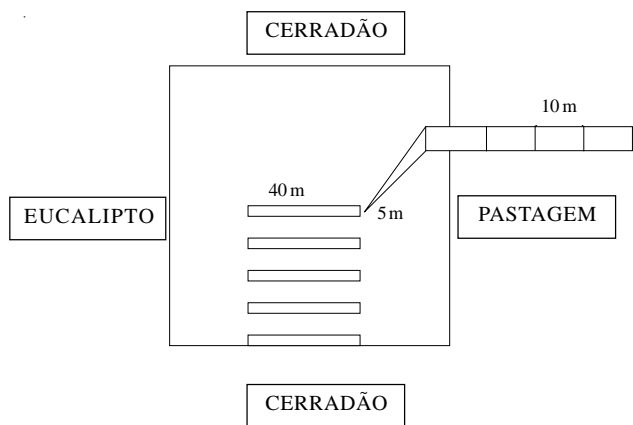 CERRADÃO
10 m
40 m
EUCALIPTO
5 m
PASTAGEM
CERRADÃO